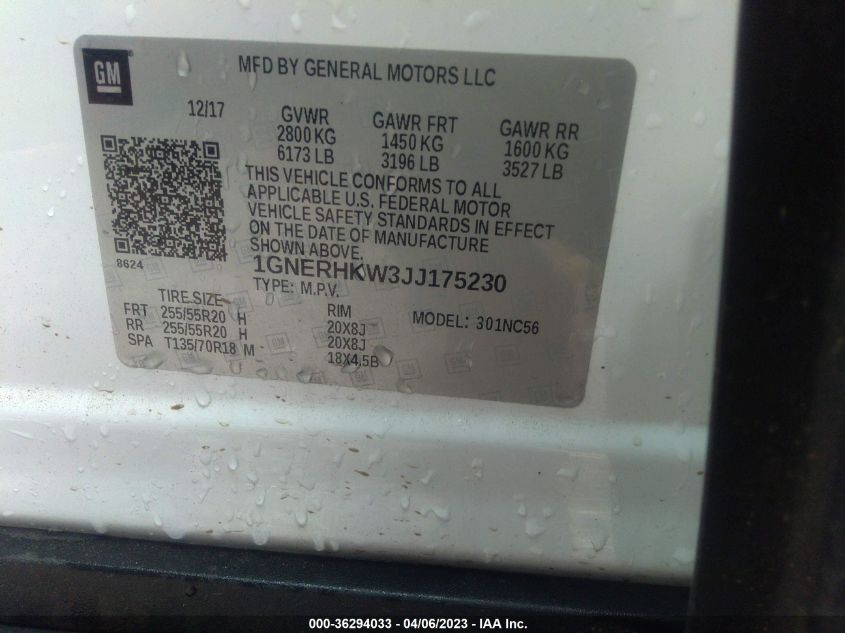 GM
MFD BY GENERAL MOTORS LLC
12/17
GVWR
2800 KG
6173 LB
GAWR FRT
1450 KG
3196 LB
GAWR RR
1600 KG
3527 LB
THIS VEHICLE CONFORMS TO ALL
APPLICABLE U.S. FEDERAL MOTOR
VEHICLE SAFETY STANDARDS IN EFFECT
ON THE DATE OF MANUFACTURE
SHOWN ABOVE.
8624
1GNERHKW3JJ175230
TYPE: M.P.V.
TIRE SIZE
RIM
MODEL: 301NC56
FRT 255/55R20 H 20X8J
RR 255/55R20 H 20X8J
SPA T135/70R18 M 18X4.5B
000-36294033 - 04/06/2023 - IAA Inc.